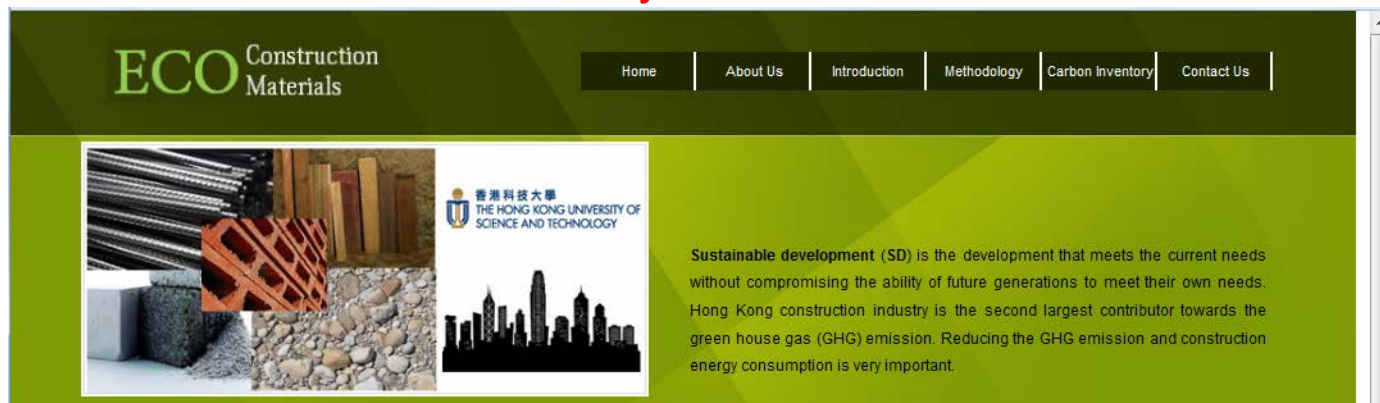 ECO Construction
Materials
Home About Us Introduction Methodology Carbon Inventory Contact Us
香港科技大學
THE HONG KONG UNIVERSITY OF
SCIENCE AND TECHNOLOGY
Sustainable development (SD) is the development that meets the current needs
without compromising the ability of future generations to meet their own needs.
Hong Kong construction industry is the second largest contributor towards the
green house gas (GHG) emission. Reducing the GHG emission and construction
energy consumption is very important.